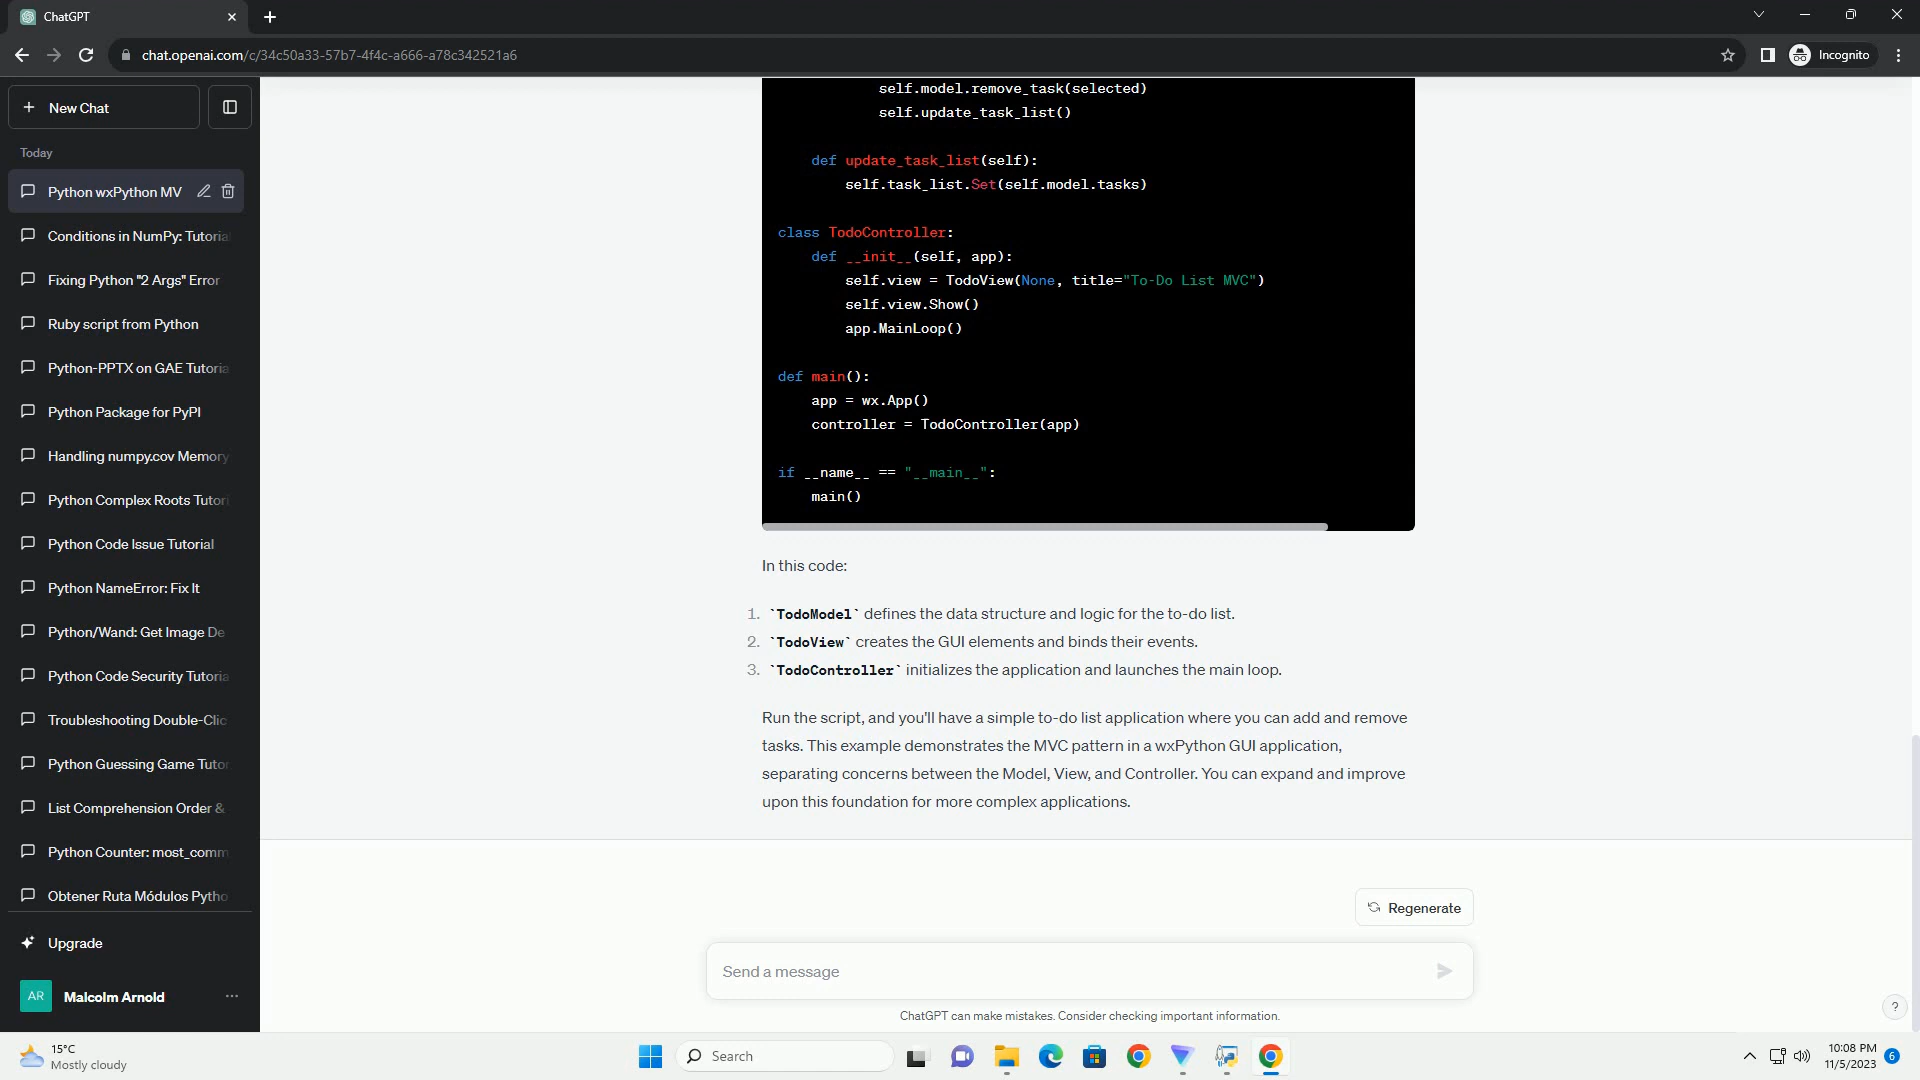 ChatGPT
chat.openai.com/c/34c50a33-57b7-4f4c-a666-a78c342521a6
Incognito
New Chat
Today
Python wxPython MV
Conditions in NumPy: Tutoria
Fixing Python "2 Args" Error
Ruby script from Python
Python-PPTX on GAE Tutoria
Python Package for PyPI
Handling numpy.cov Memory
Python Complex Roots Tutori
Python Code Issue Tutorial
Python NameError: Fix It
Python/Wand: Get Image De
Python Code Security Tutoria
Troubleshooting Double-Clic
Python Guessing Game Tutor
List Comprehension Order &
Python Counter: most_comm
Obtener Ruta Módulos Pytho
Upgrade
AR Malcolm Arnold
self.model.remove_task(selected)
self.update_task_list()
def update_task_list(self):
self.task_list.Set(self.model.tasks)
class TodoController:
def __init__(self, app):
self.view = TodoView(None, title="To-Do List MVC")
self.view.Show()
app.MainLoop()
def main():
app = wx.App()
controller = TodoController(app)
if __name__ == "__main__":
main()
In this code:
1. `TodoModel` defines the data structure and logic for the to-do list.
2. `TodoView` creates the GUI elements and binds their events.
3. `TodoController` initializes the application and launches the main loop.
Run the script, and you'll have a simple to-do list application where you can add and remove
tasks. This example demonstrates the MVC pattern in a wxPython GUI application,
separating concerns between the Model, View, and Controller. You can expand and improve
upon this foundation for more complex applications.
Regenerate
Send a message
ChatGPT can make mistakes. Consider checking important information.
?
15°C
Mostly cloudy
Search
10:08 PM
11/5/2023
6